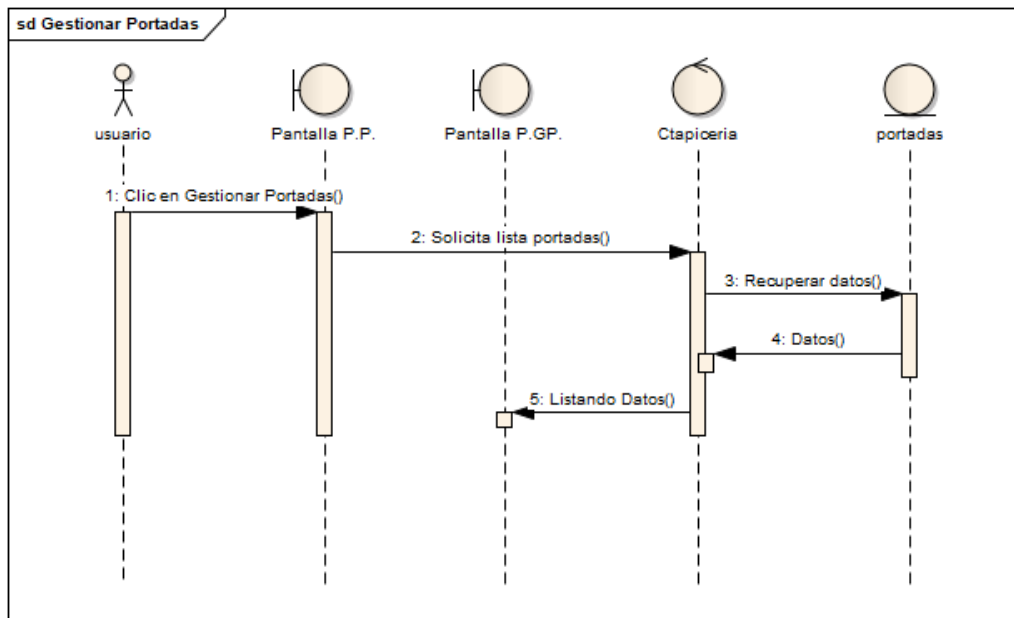 sd Gestionar Portadas
usuario
Pantalla P.P.
Pantalla P.GP.
Ctapiceria
portadas
1: Clic en Gestionar Portadas()
2: Solicita lista portadas()
3: Recuperar datos()
4: Datos()
5: Listando Datos()